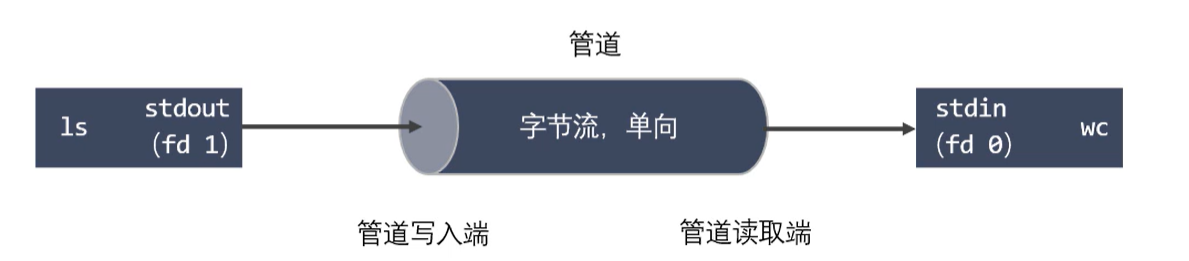 管道
ls
stdout
(fd 1)
字节流，单向
stdin
(fd 0)
wc
管道写入端
管道读取端